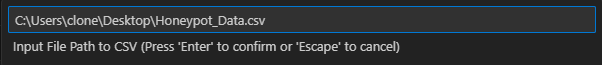 C:\Users\clone\Desktop\Honeypot_Data.csv
Input File Path to CSV (Press 'Enter' to confirm or 'Escape' to cancel)